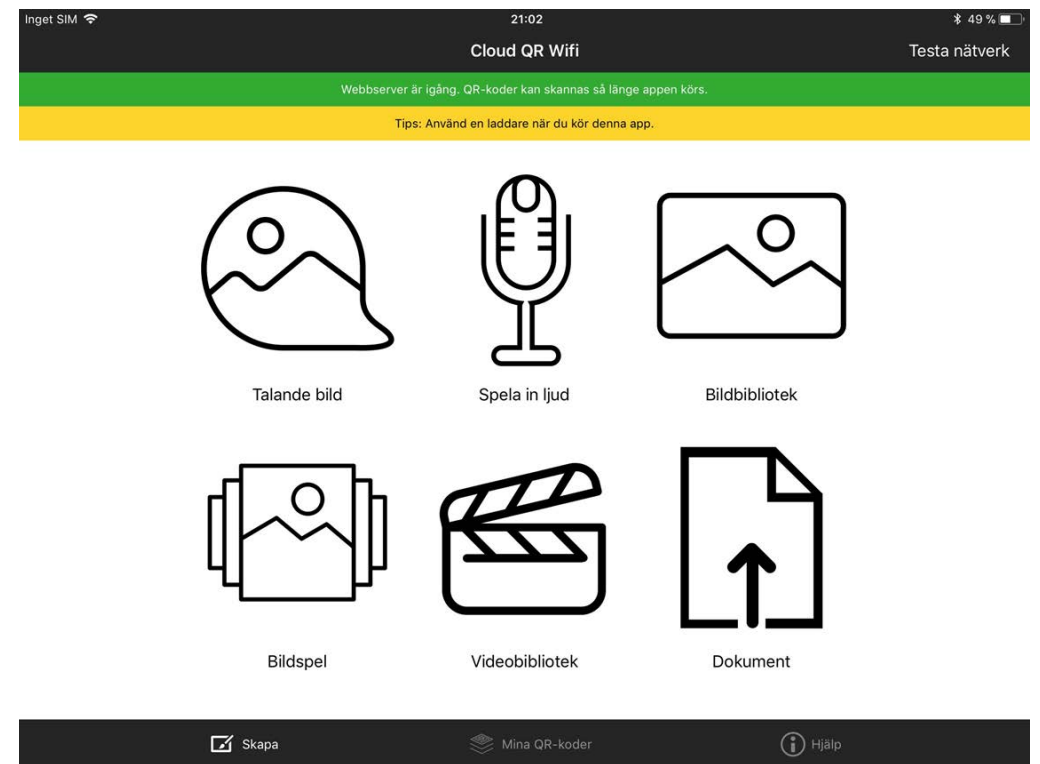 Inget SIM 21:02 49 %
Cloud QR Wifi Testa nätverk
Webbserver är igång. QR-koder kan skannas så länge appen körs.
Tips: Använd en laddare när du kör denna app.
Talande bild Spela in ljud Bildbibliotek
Bildspel Videobibliotek Dokument
Skapa Mina QR-koder Hjälp